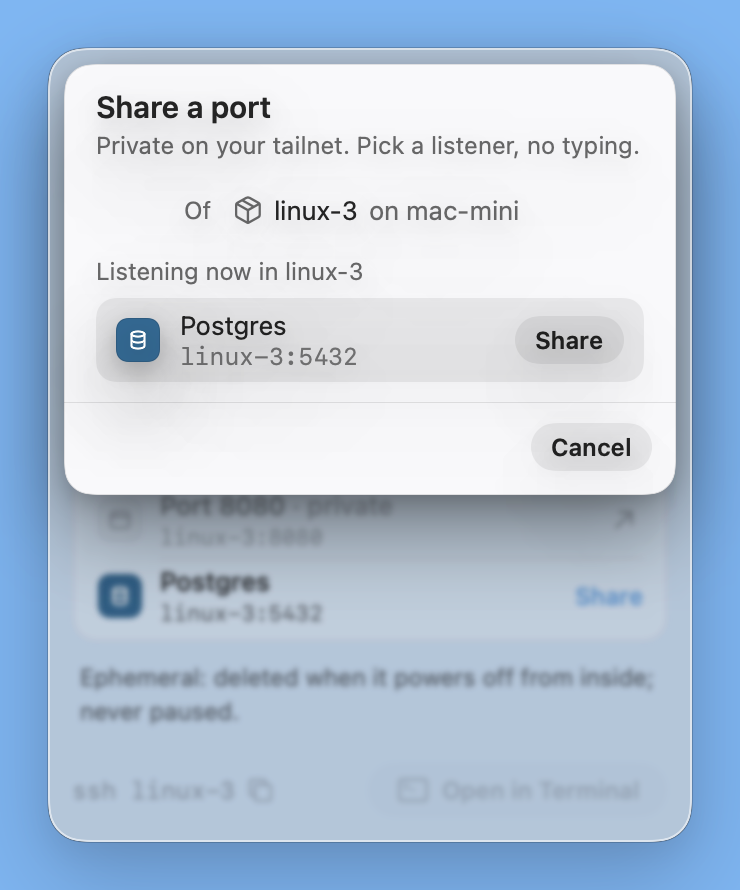 Share a port
Private on your tailnet. Pick a listener, no typing.
Of linux-3 on mac-mini
Listening now in linux-3
Postgres
linux-3:5432
Share
Cancel
Port 8080 · private
linux-3:8080
Postgres
linux-3:5432
Share
Ephemeral: deleted when it powers off from inside;
never paused.
ssh linux-3
Open in Terminal